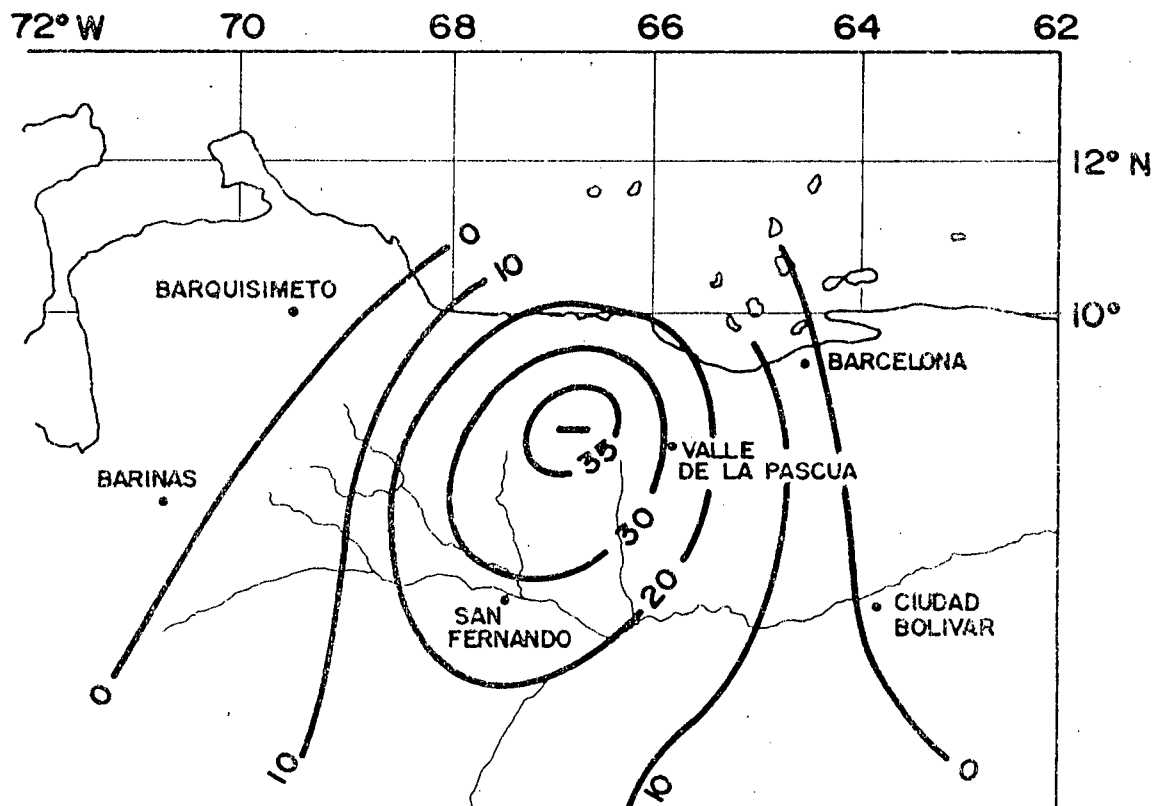 72° W 70 68 66 64 62
12° N
0
10
BARQUISIMETO
10°
BARCELONA
—
35
VALLE
DE LA PASCUA
BARINAS
30
20
SAN
FERNANDO
CIUDAD
BOLIVAR
0
10
10
0